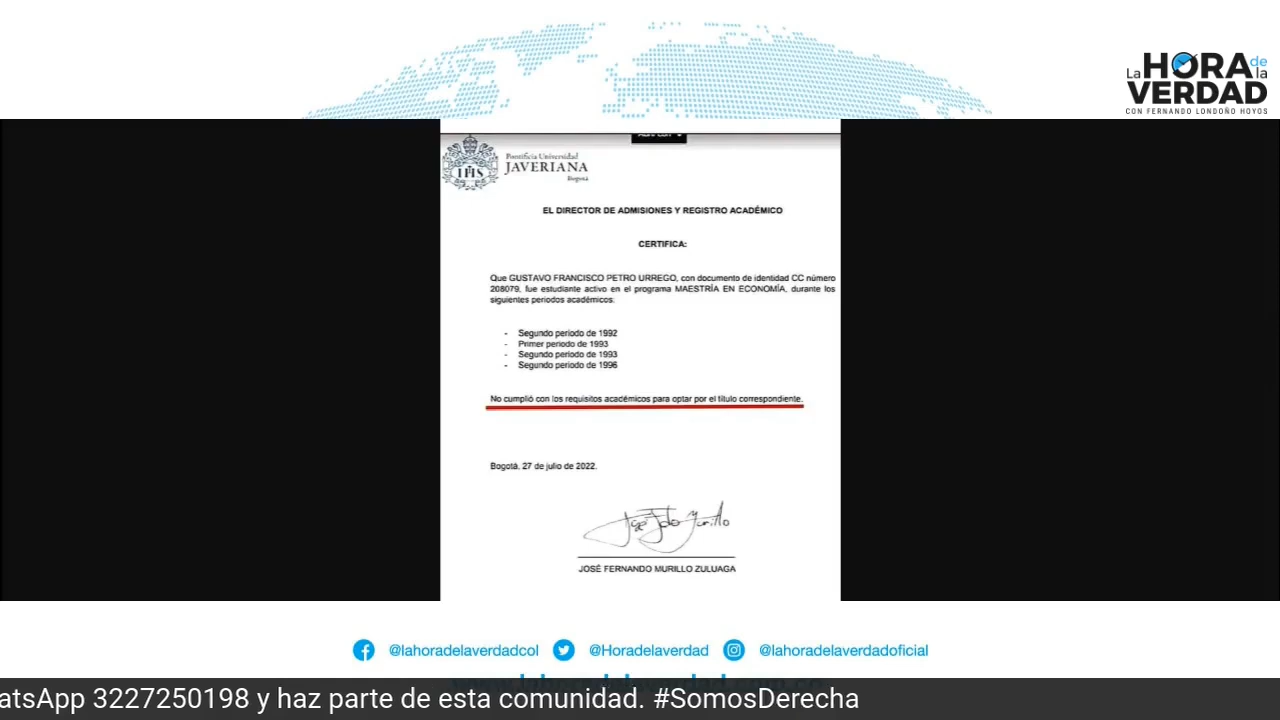 La HORA de la
VERDAD
CON FERNANDO LONDOÑO HOYOS
Pontificia Universidad
JAVERIANA
Bogotá
IHS
EL DIRECTOR DE ADMISIONES Y REGISTRO ACADÉMICO
CERTIFICA:
Que GUSTAVO FRANCISCO PETRO URREGO, con documento de identidad CC número
208079, fue estudiante activo en el programa MAESTRÍA EN ECONOMÍA, durante los
siguientes periodos académicos:
- Segundo periodo de 1992
- Primer periodo de 1993
- Segundo periodo de 1993
- Segundo periodo de 1996
No cumplió con los requisitos académicos para optar por el título correspondiente.
Bogotá, 27 de julio de 2022.
JOSÉ FERNANDO MURILLO ZULUAGA
@lahoradelaverdadcol @Horadelaverdad @lahoradelaverdadoficial
atsApp 3227250198 y haz parte de esta comunidad. #SomosDerecha